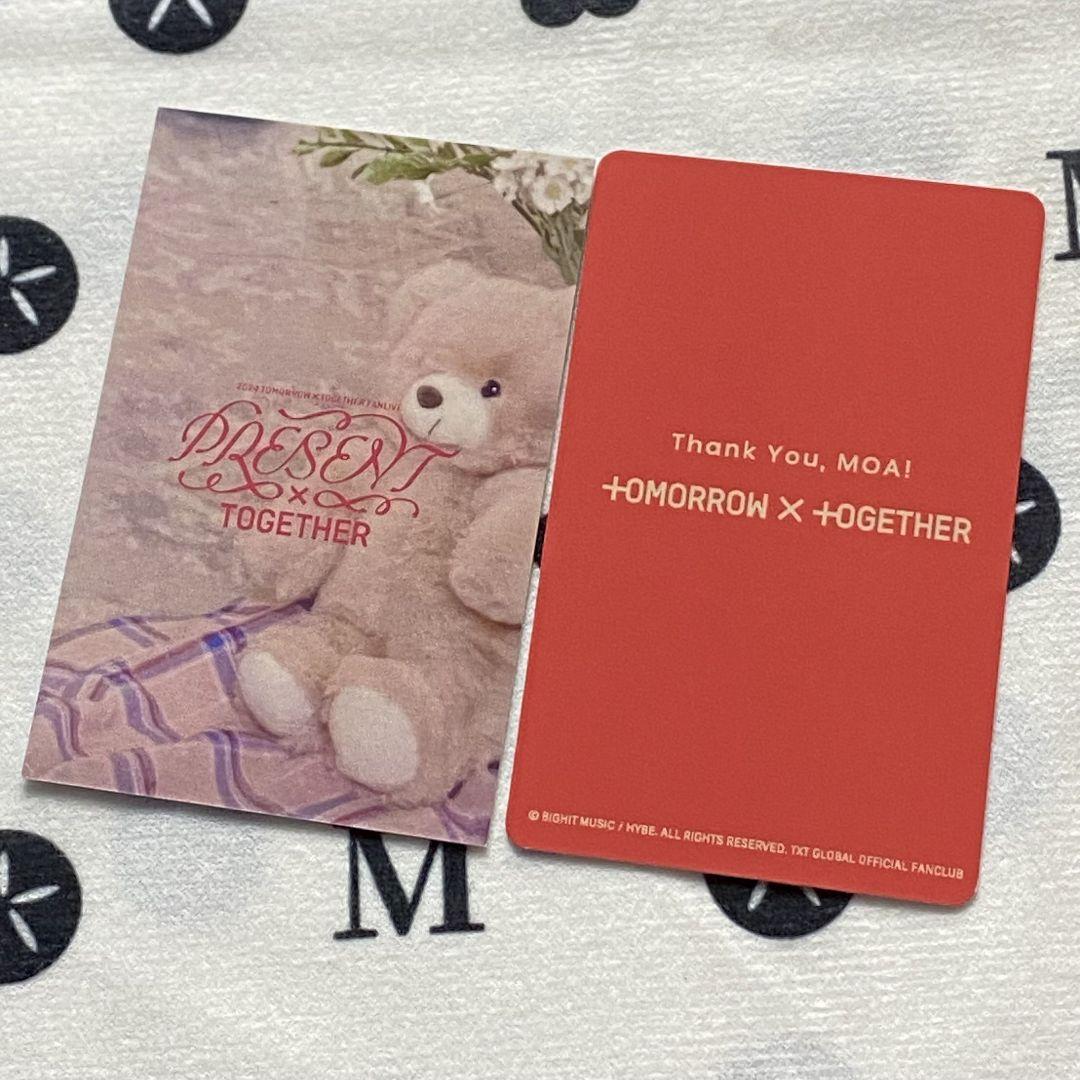 2024 TOMORROW X TOGETHER FANLIVE
PRESENT
X
TOGETHER
Thank You, MOA!
TOMORROW X TOGETHER
© BIGHIT MUSIC / HYBE. ALL RIGHTS RESERVED. TXT GLOBAL OFFICIAL FANCLUB
M
M